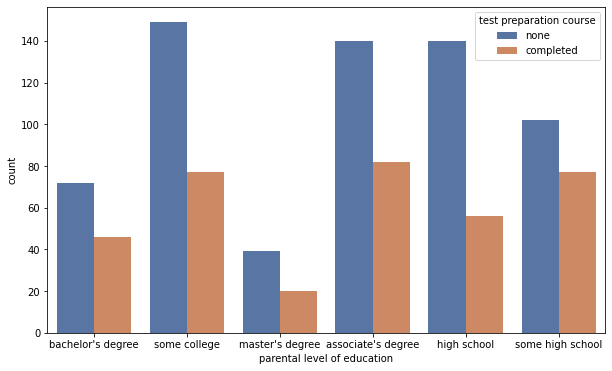 test preparation course
none
completed
140
120
100
80
60
40
20
0
count
bachelor's degree some college master's degree associate's degree high school some high school
parental level of education